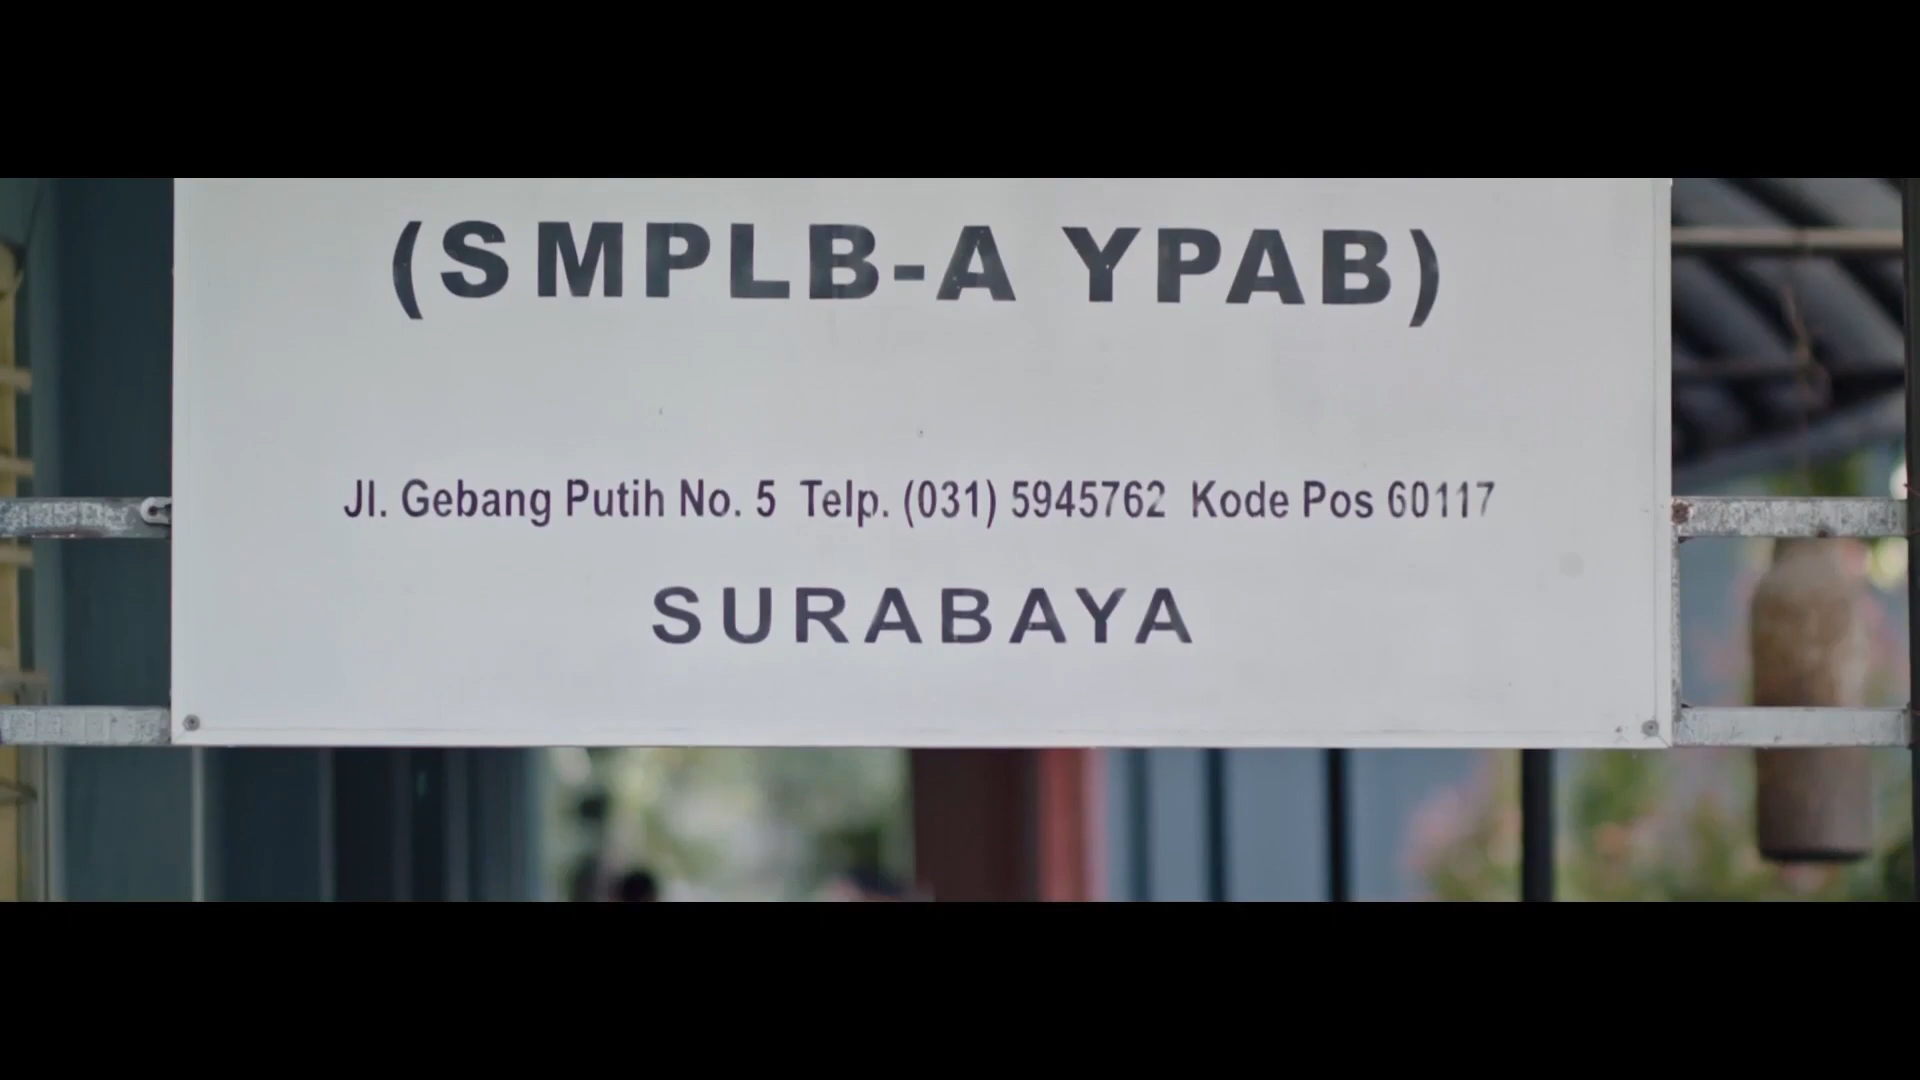 (SMPLB-A YPAB)
Jl. Gebang Putih No. 5 Telp. (031) 5945762 Kode Pos 60117
SURABAYA